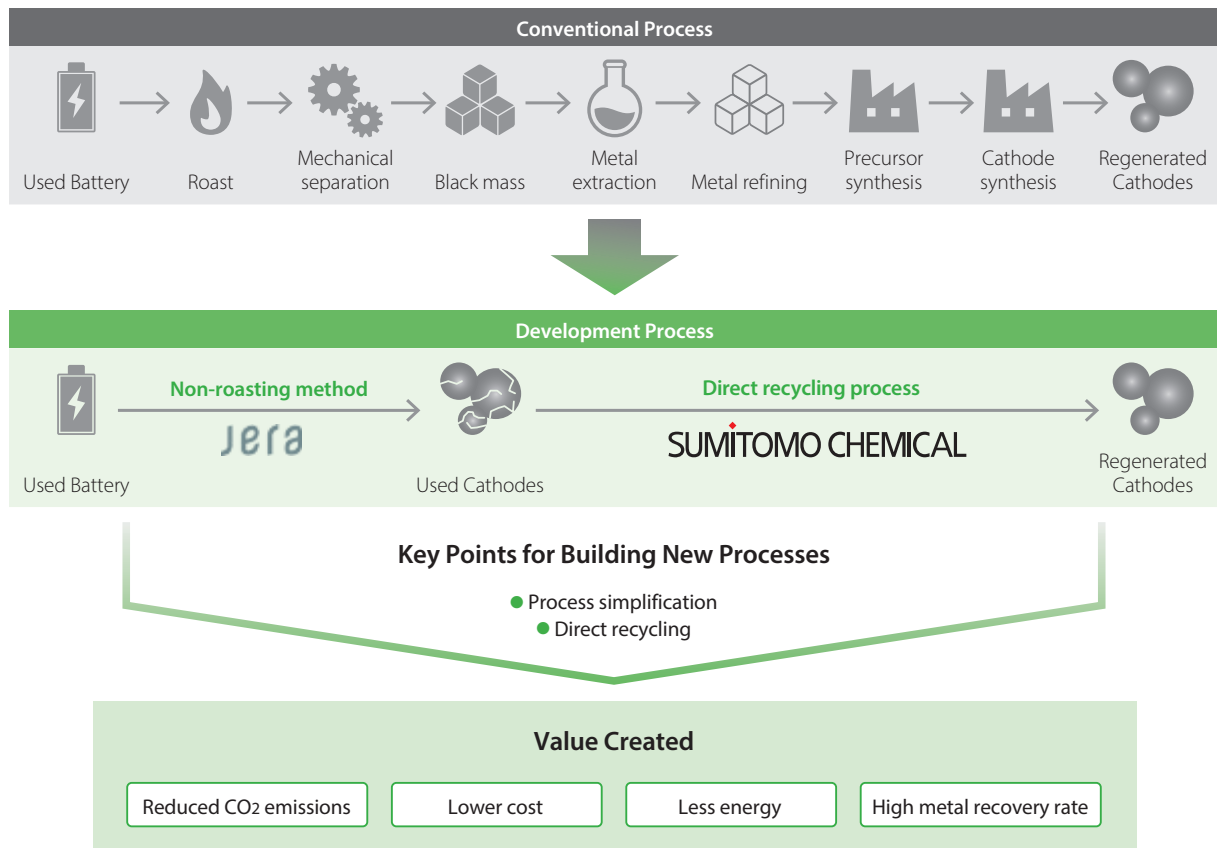 Conventional Process
Used Battery
Roast
Mechanical
separation
Black mass
Metal
extraction
Metal refining
Precursor
synthesis
Cathode
synthesis
Regenerated
Cathodes
Development Process
Non-roasting method
Jera
Direct recycling process
SUMITOMO CHEMICAL
Used Battery
Used Cathodes
Regenerated
Cathodes
Key Points for Building New Processes
● Process simplification
● Direct recycling
Value Created
Reduced CO2 emissions
Lower cost
Less energy
High metal recovery rate